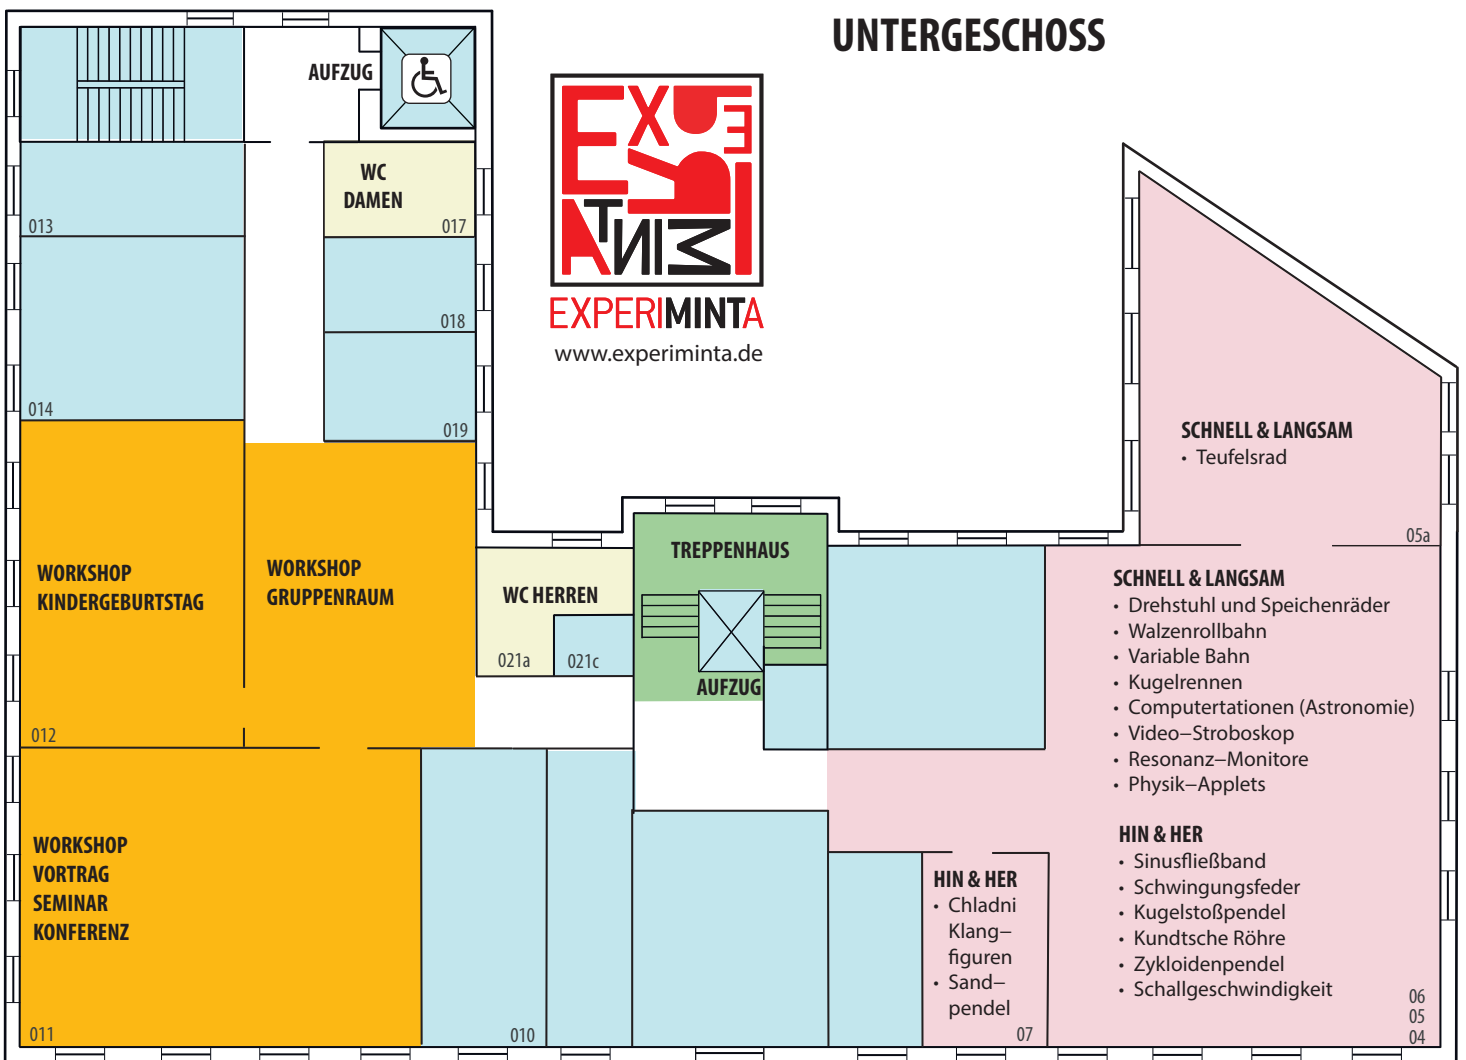 UNTERGESCHOSS
AUFZUG
EXPERIMINTA
EXPERIMINTA
www.experiminta.de
WC
DAMEN
017
013
018
014
019
SCHNELL & LANGSAM
• Teufelsrad
05a
WORKSHOP
KINDERGEBURTSTAG
012
WORKSHOP
GRUPPENRAUM
WC HERREN
021a
021c
TREPPENHAUS
AUFZUG
SCHNELL & LANGSAM
• Drehstuhl und Speichenräder
• Walzenrollbahn
• Variable Bahn
• Kugelrennen
• Computertationen (Astronomie)
• Video–Stroboskop
• Resonanz–Monitore
• Physik–Applets
HIN & HER
• Sinusfließband
• Schwingungsfeder
• Kugelstoßpendel
• Kundtsche Röhre
• Zykloidenpendel
• Schallgeschwindigkeit
06
05
04
WORKSHOP
VORTRAG
SEMINAR
KONFERENZ
011
010
HIN & HER
• Chladni
Klang–
figuren
• Sand–
pendel
07